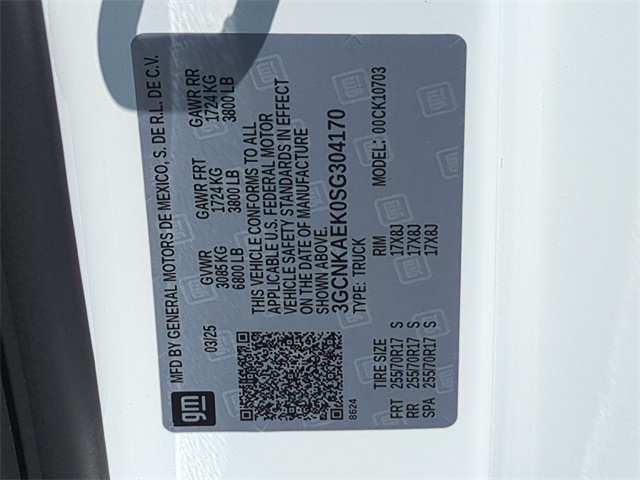 gm
MFD BY GENERAL MOTORS DE MEXICO, S. DE R.L. DE C.V.
03/25 GVWR GAWR FRT GAWR RR
3085 KG 1724 KG 1724 KG
6800 LB 3800 LB 3800 LB
THIS VEHICLE CONFORMS TO ALL
APPLICABLE U.S. FEDERAL MOTOR
VEHICLE SAFETY STANDARDS IN EFFECT
ON THE DATE OF MANUFACTURE
SHOWN ABOVE.
3GCNKAEK0SG304170
8624 TYPE: TRUCK 00CK10703
TIRE SIZE RIM
FRT 255/70R17 S 17X8J
RR 255/70R17 S 17X8J
SPA 255/70R17 S 17X8J